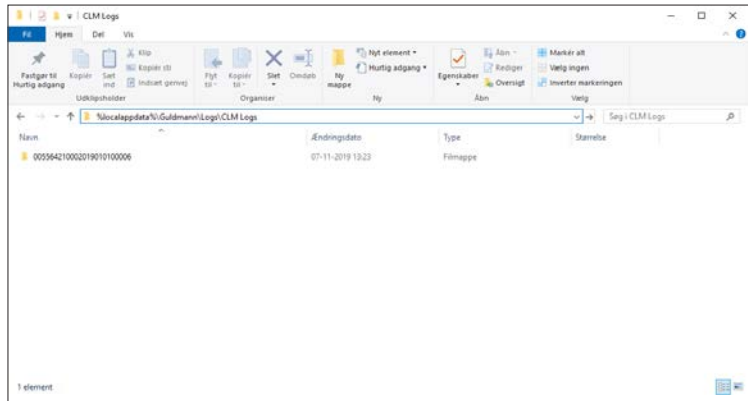 CLM Logs
Fil Hjem Del Vis
Fastgør til Hurtig adgang
Kopiér
Sæt ind
Klip
Kopiér sti
Indsæt genvej
Udklipsholder
Flyt til
Kopiér til
Slet
Omdøb
Organiser
Ny mappe
Nyt element
Hurtig adgang
Ny
Egenskaber
Åbn
Rediger
Oversigt
Åbn
Markér alt
Vælg ingen
Inverter markeringen
Vælg
%localappdata%\Guldmann\Logs\CLM Logs
Søg i CLM Logs
Navn Ændringsdato Type Størrelse
005564210002019010100006 07-11-2019 13:23 Filmappe
1 element